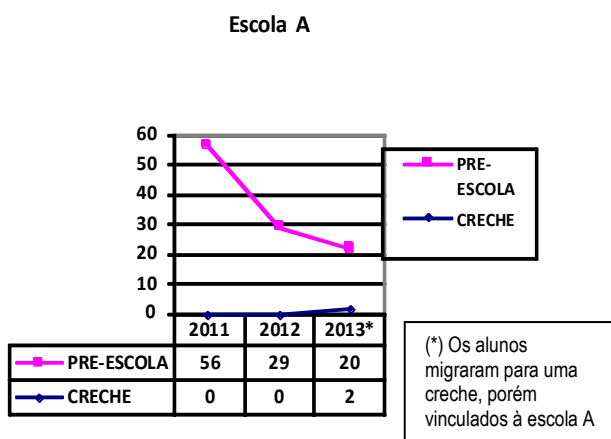 Escola A
60
50
40
30
20
10
0
PRE-
ESCOLA
CRECHE
2011 2012 2013*
PRE-ESCOLA 56 29 20
CRECHE 0 0 2
(*) Os alunos
migraram para uma
creche, porém
vinculados à escola A